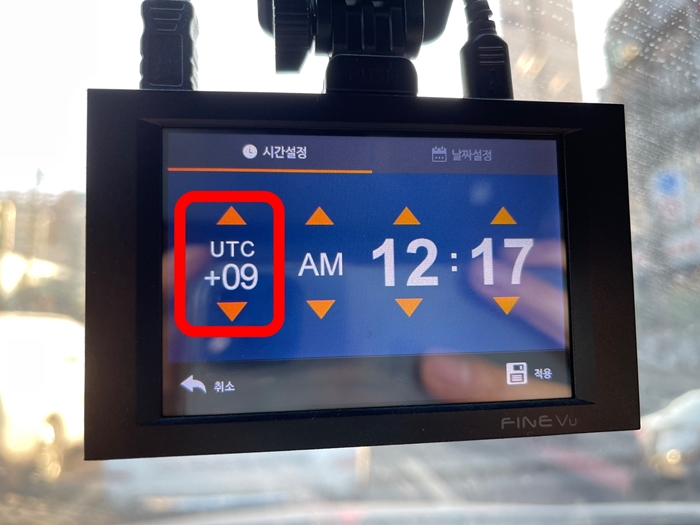 시간설정 날짜설정
UTC
+09 AM 12:17
취소 적용
FINEVu